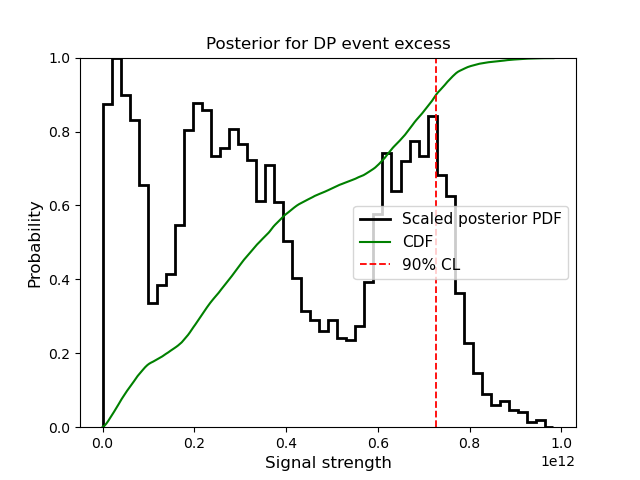 Posterior for DP event excess
Probability
1.0
0.8
0.6
0.4
0.2
0.0
Scaled posterior PDF
CDF
90% CL
0.0 0.2 0.4 0.6 0.8 1.0
1e12
Signal strength